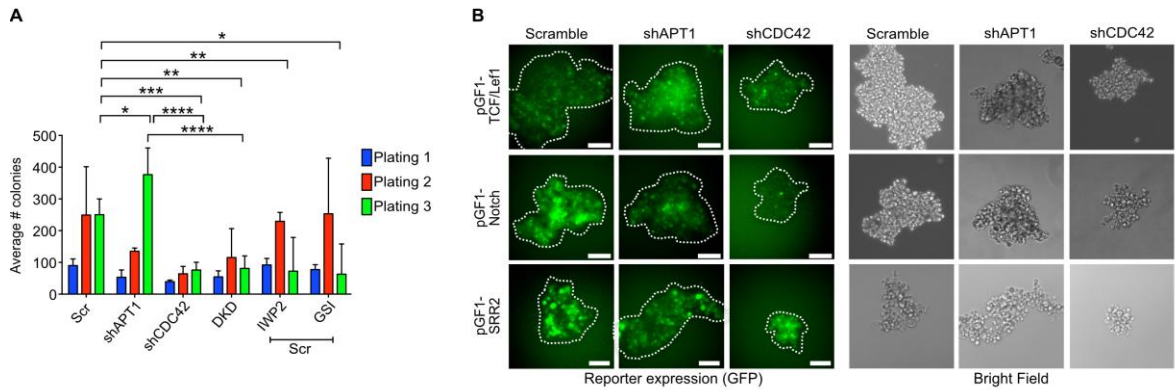 A
*
**
**
***
* ****
****
500
400
300
200
100
0
Average # colonies
Plating 1
Plating 2
Plating 3
Scr
shAPT1
shCDC42
DKD
IWP2
GSI
Scr
B
Scramble shAPT1 shCDC42 Scramble shAPT1 shCDC42
pGF1-
TCF/Lef1
pGF1-
Notch
pGF1-
SRR2
Reporter expression (GFP) Bright Field